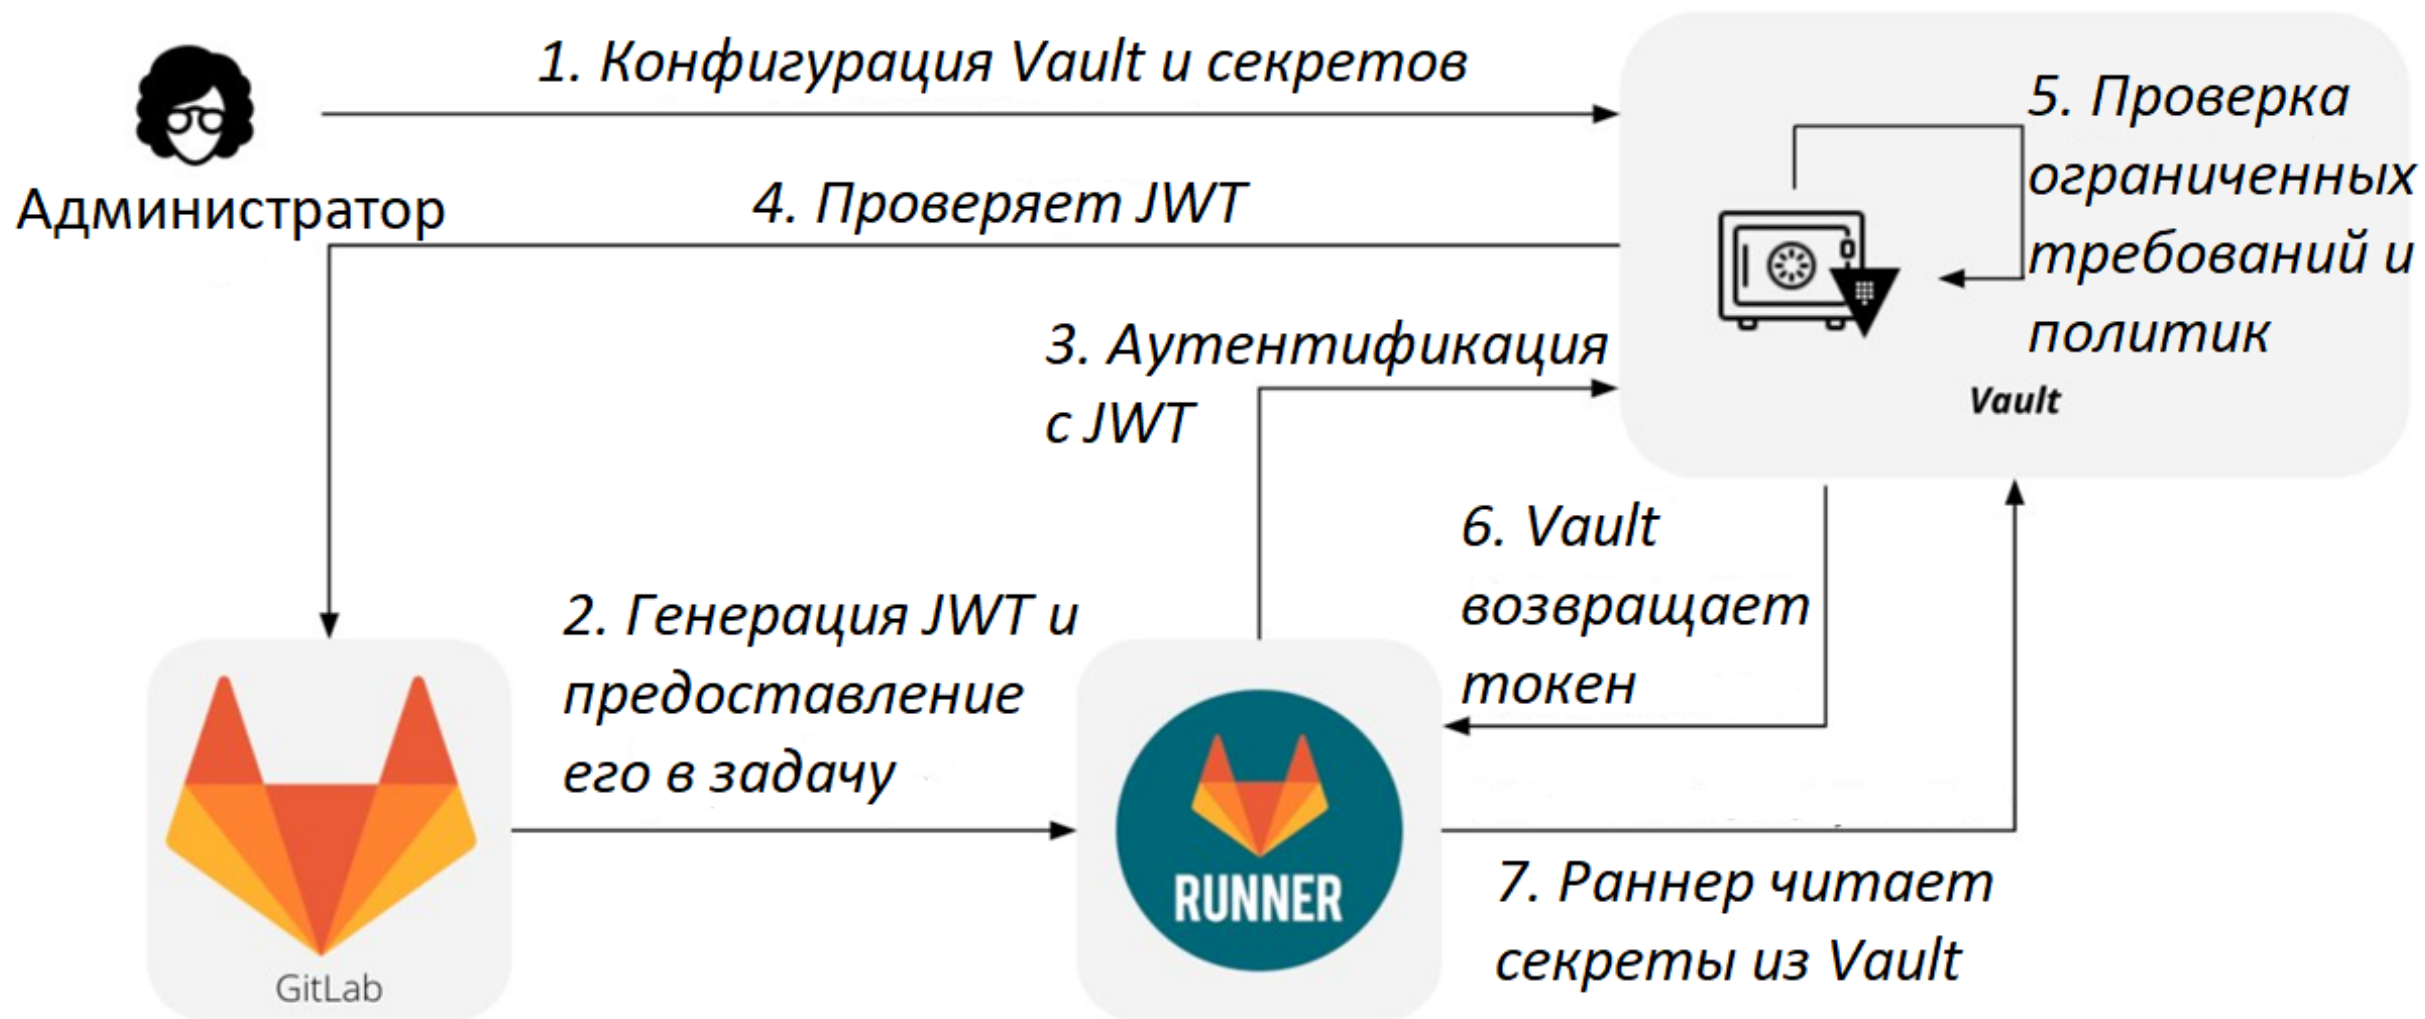 1. Конфигурация Vault и секретов
Администратор
4. Проверяет JWT
5. Проверка
ограниченных
требований и
политик
Vault
3. Аутентификация
с JWT
2. Генерация JWT и
предоставление
его в задачу
6. Vault
возвращает
токен
GitLab
RUNNER
7. Раннер читает
секреты из Vault